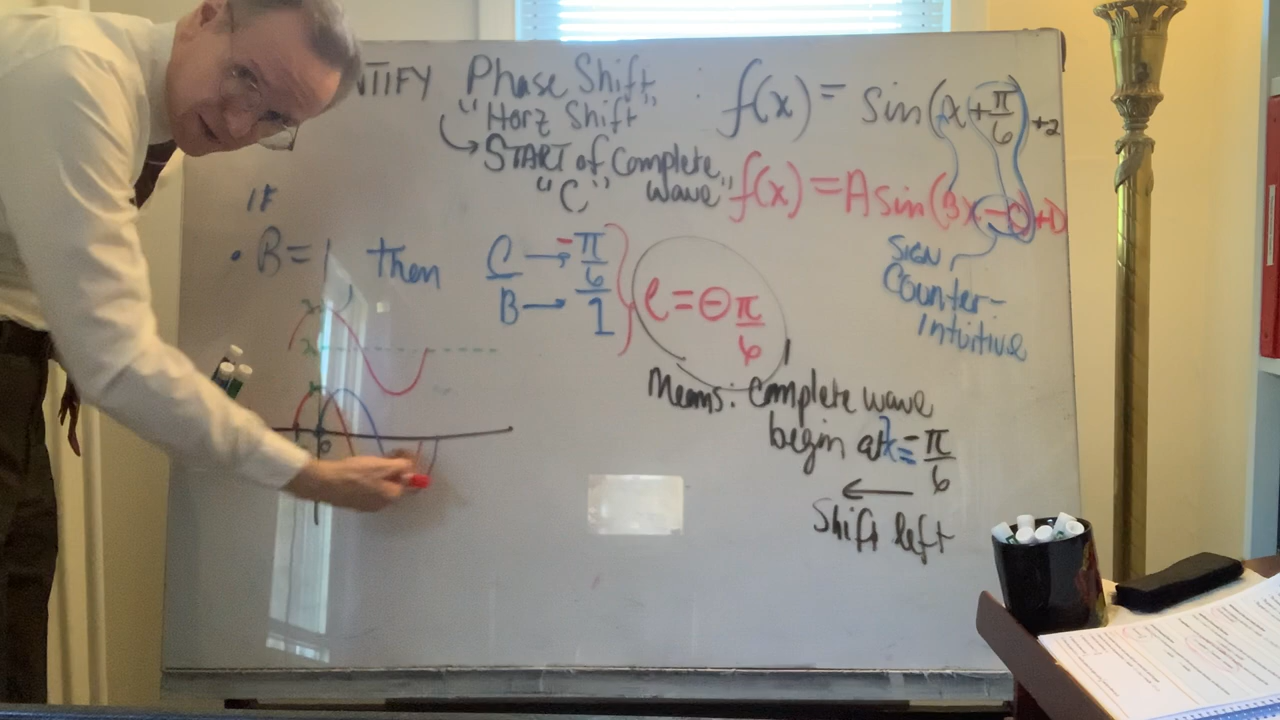 NTIFY Phase Shift : f(x) = Sin(x + π/6) + 2
"Horz Shift"
→ START of Complete
"C" wave"
f(x) = A sin(Bx - C) + D
SIGN
Counter-
intuitive
IF
• B = 1 then C → -π/6
B → 1
C = - π/6
Means: Complete wave
begin at x = -π/6
←
Shift left
0